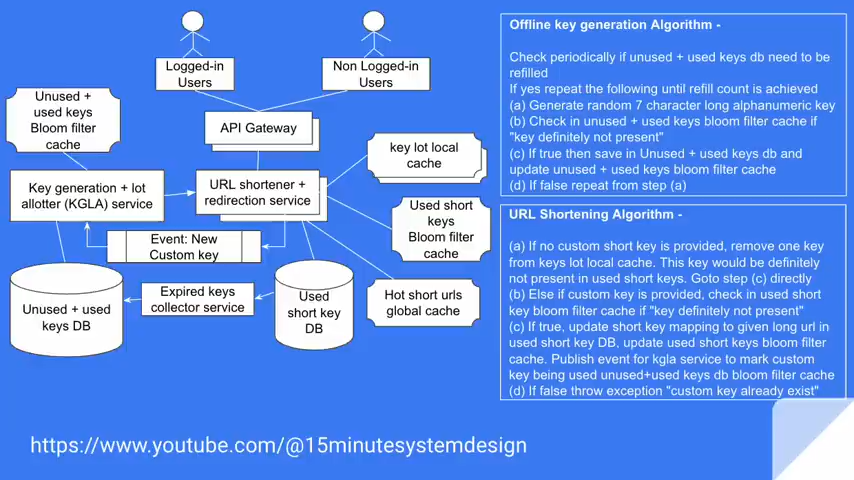 Logged-in
Users
Non Logged-in
Users
Unused +
used keys
Bloom filter
cache
API Gateway
key lot local
cache
Key generation + lot
allotter (KGLA) service
URL shortener +
redirection service
Used short
keys
Bloom filter
cache
Event: New
Custom key
Unused + used
keys DB
Expired keys
collector service
Used
short key
DB
Hot short urls
global cache
Offline key generation Algorithm -
Check periodically if unused + used keys db need to be
refilled
If yes repeat the following until refill count is achieved
(a) Generate random 7 character long alphanumeric key
(b) Check in unused + used keys bloom filter cache if
"key definitely not present"
(c) If true then save in Unused + used keys db and
update unused + used keys bloom filter cache
(d) If false repeat from step (a)
URL Shortening Algorithm -
(a) If no custom short key is provided, remove one key
from keys lot local cache. This key would be definitely
not present in used short keys. Goto step (c) directly
(b) Else if custom key is provided, check in used short
key bloom filter cache if "key definitely not present"
(c) If true, update short key mapping to given long url in
used short key DB, update used short keys bloom filter
cache. Publish event for kgla service to mark custom
key being used unused+used keys db bloom filter cache
(d) If false throw exception "custom key already exist"
https://www.youtube.com/@15minutesystemdesign